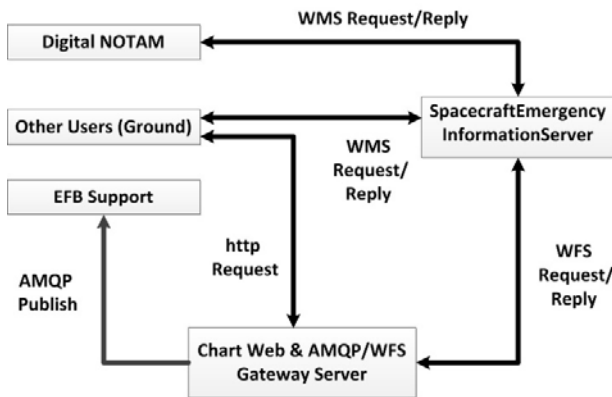 WMS Request/Reply
Digital NOTAM
Other Users (Ground)
SpacecraftEmergency
InformationServer
WMS
Request/
Reply
EFB Support
http
Request
AMQP
Publish
WFS
Request/
Reply
Chart Web & AMQP/WFS
Gateway Server